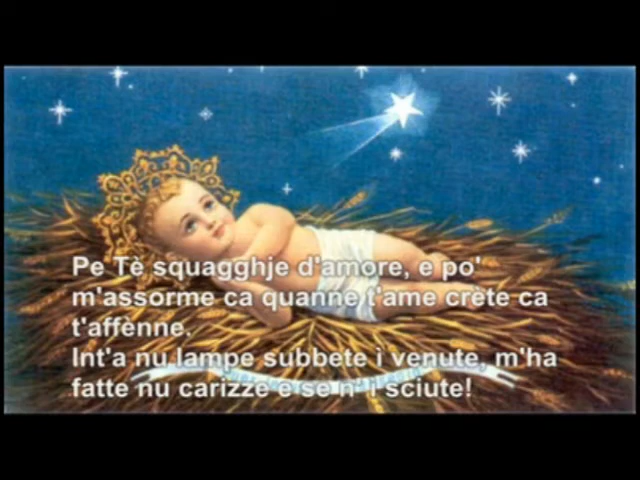 Pe Tè squagghje d'amore, e po'
m'assorme ca quanne t'ame crète ca
t'affènne.
Int'a nu lampe subbete ì venute, m'ha
fatte nu carizze e se n' ì sciute!